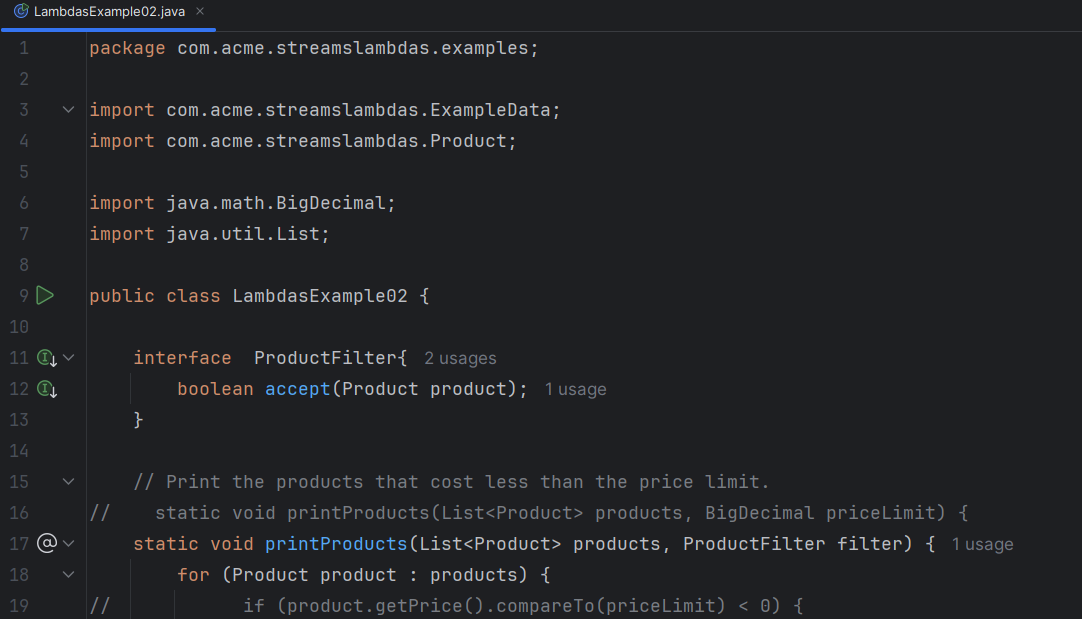 LambdasExample02.java ×
1 package com.acme.streamslambdas.examples;
2
3 import com.acme.streamslambdas.ExampleData;
4 import com.acme.streamslambdas.Product;
5
6 import java.math.BigDecimal;
7 import java.util.List;
8
9 public class LambdasExample02 {
10
11 interface  ProductFilter{ 2 usages
12 boolean accept(Product product); 1 usage
13 }
14
15 // Print the products that cost less than the price limit.
16 //    static void printProducts(List<Product> products, BigDecimal priceLimit) {
17 @ static void printProducts(List<Product> products, ProductFilter filter) { 1 usage
18 for (Product product : products) {
19 //            if (product.getPrice().compareTo(priceLimit) < 0) {